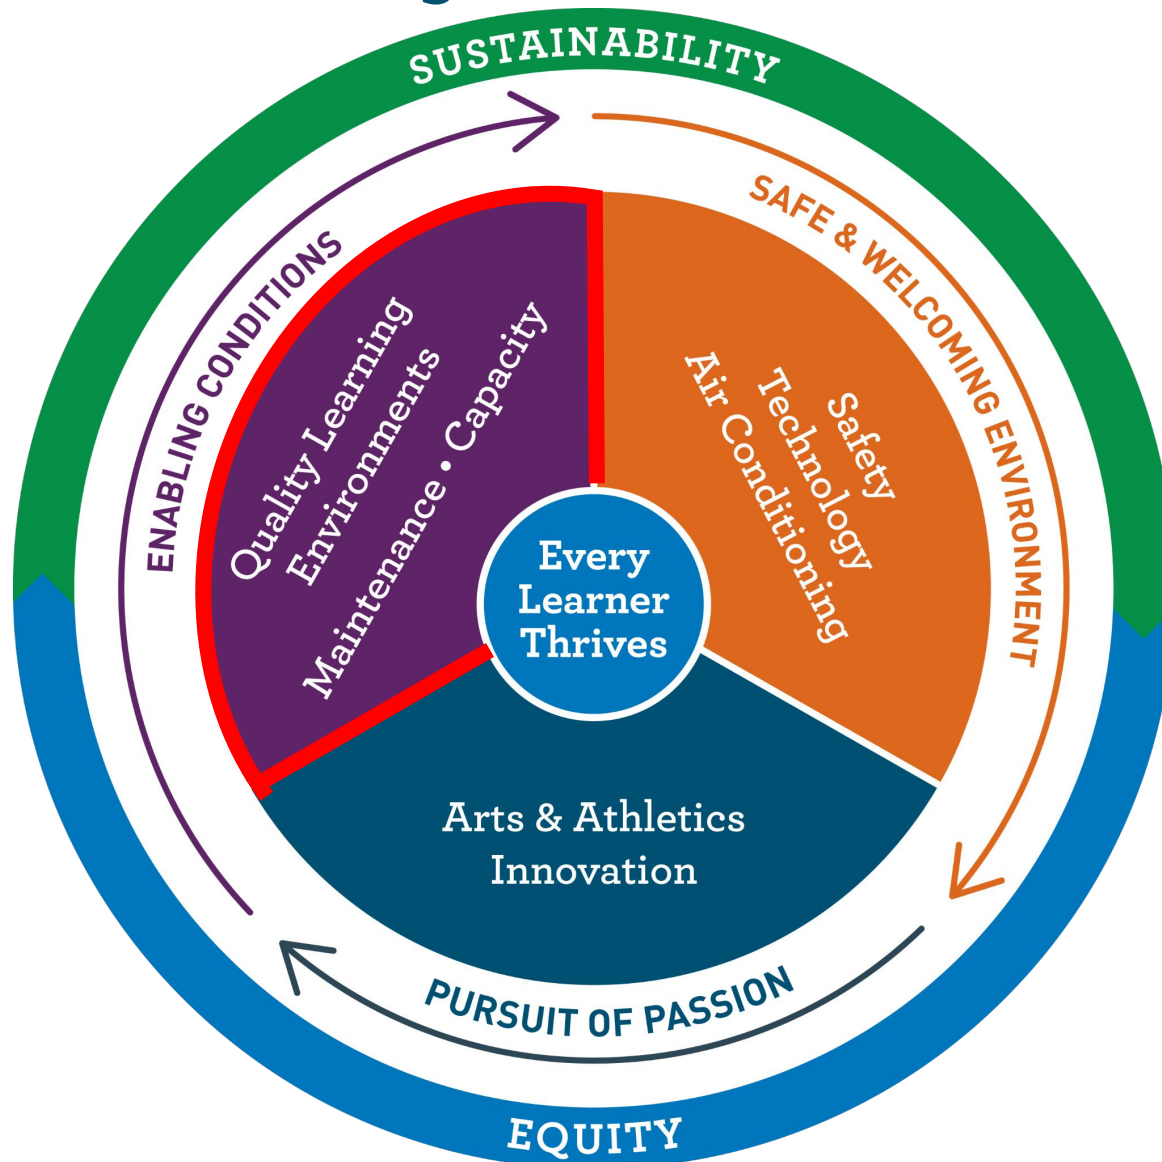 SUSTAINABILITY
ENABLING CONDITIONS
SAFE & WELCOMING ENVIRONMENT
Quality Learning
Environments
Maintenance • Capacity
Safety
Technology
Air Conditioning
Every
Learner
Thrives
Arts & Athletics
Innovation
PURSUIT OF PASSION
EQUITY